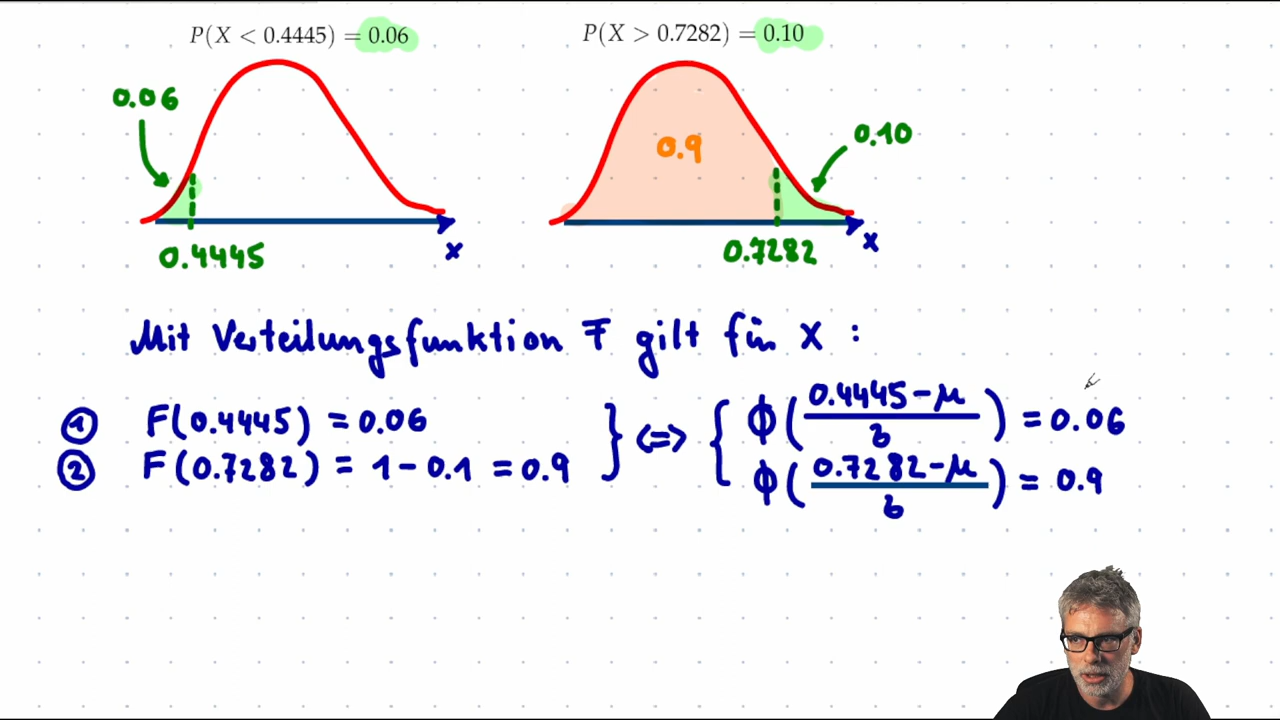 P(X < 0.4445) = 0.06
P(X > 0.7282) = 0.10
0.06
0.9
0.10
0.4445
x
0.7282
x
Mit Verteilungsfunktion F gilt für X :
① F(0.4445) = 0.06 } ⟺ { Φ((0.4445-μ)/σ) = 0.06
② F(0.7282) = 1-0.1 = 0.9 Φ((0.7282-μ)/σ) = 0.9